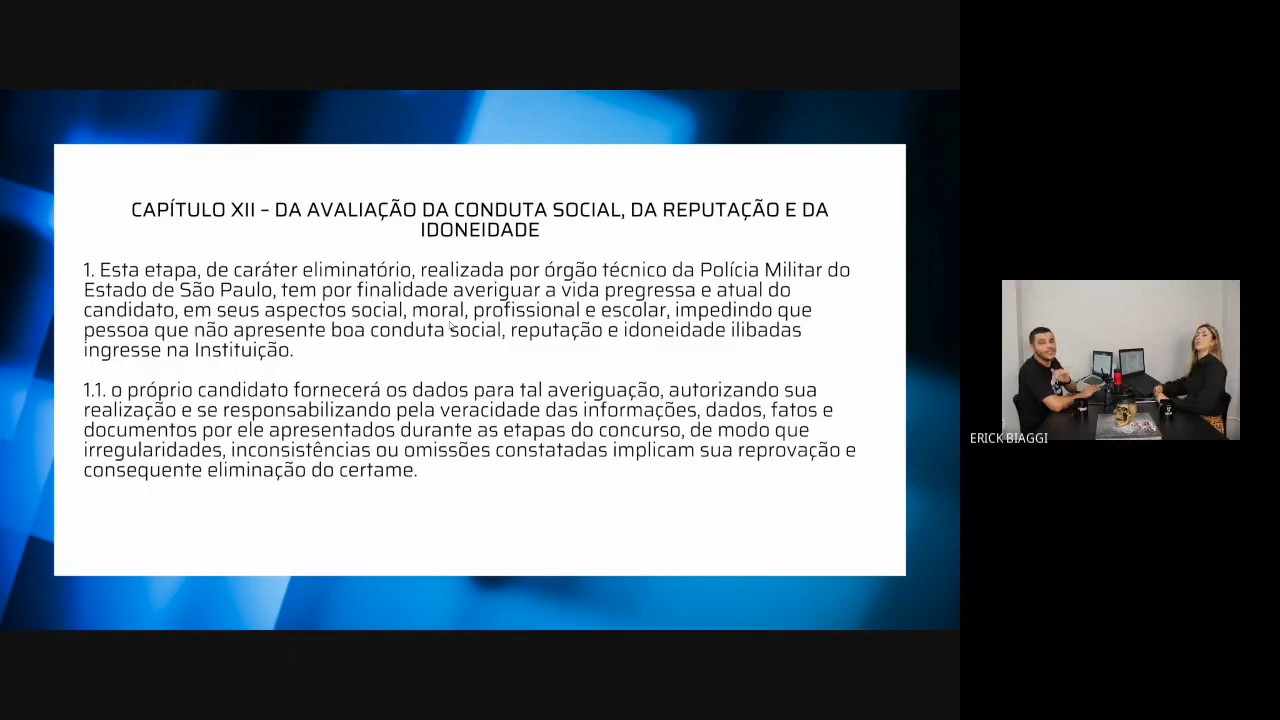 CAPÍTULO XII – DA AVALIAÇÃO DA CONDUTA SOCIAL, DA REPUTAÇÃO E DA
IDONEIDADE
1. Esta etapa, de caráter eliminatório, realizada por órgão técnico da Polícia Militar do
Estado de São Paulo, tem por finalidade averiguar a vida pregressa e atual do
candidato, em seus aspectos social, moral, profissional e escolar, impedindo que
pessoa que não apresente boa conduta social, reputação e idoneidade ilibadas
ingresse na Instituição.
1.1. o próprio candidato fornecerá os dados para tal averiguação, autorizando sua
realização e se responsabilizando pela veracidade das informações, dados, fatos e
documentos por ele apresentados durante as etapas do concurso, de modo que
irregularidades, inconsistências ou omissões constatadas implicam sua reprovação e
consequente eliminação do certame.
ERICK BIAGGI